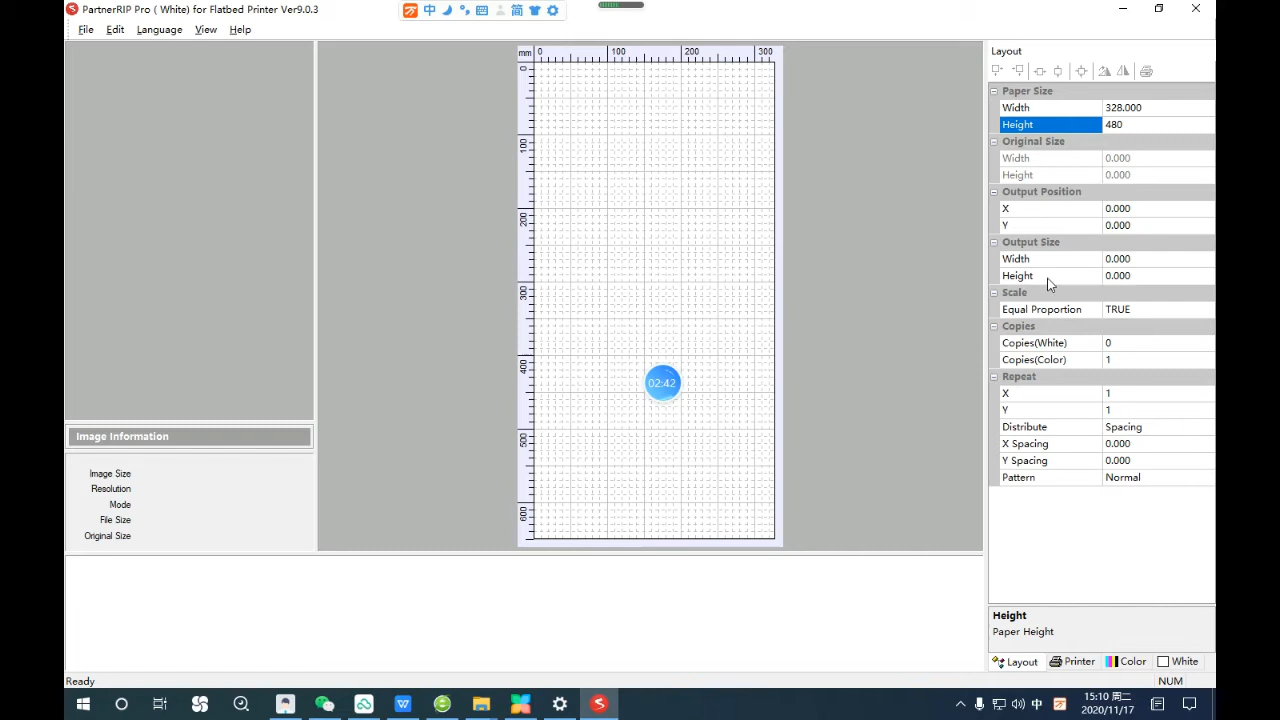 PartnerRIP Pro ( White) for Flatbed Printer Ver9.0.3
中 简
File Edit Language View Help
mm 0 100 200 300
0
100
200
300
400
500
600
02:42
Image Information
Image Size
Resolution
Mode
File Size
Original Size
Layout
Paper Size
Width 328.000
Height 480
Original Size
Width 0.000
Height 0.000
Output Position
X 0.000
Y 0.000
Output Size
Width 0.000
Height 0.000
Scale
Equal Proportion TRUE
Copies
Copies(White) 0
Copies(Color) 1
Repeat
X 1
Y 1
Distribute Spacing
X Spacing 0.000
Y Spacing 0.000
Pattern Normal
Height
Paper Height
Layout Printer Color White
Ready NUM
中 15:10 周二
2020/11/17